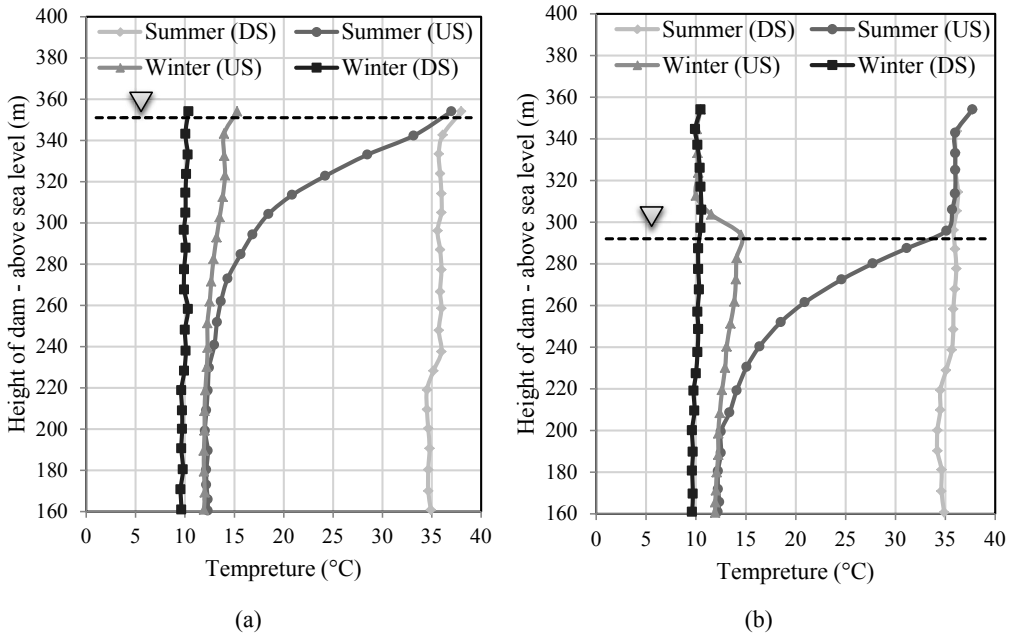 Height of dam - above sea level (m)
400
380
360
340
320
300
280
260
240
220
200
180
160
Summer (DS) Summer (US)
Winter (US) Winter (DS)
0 5 10 15 20 25 30 35 40
Tempreture (°C)
(a)
Height of dam - above sea level (m)
400
380
360
340
320
300
280
260
240
220
200
180
160
Summer (DS) Summer (US)
Winter (US) Winter (DS)
0 5 10 15 20 25 30 35 40
Tempreture (°C)
(b)